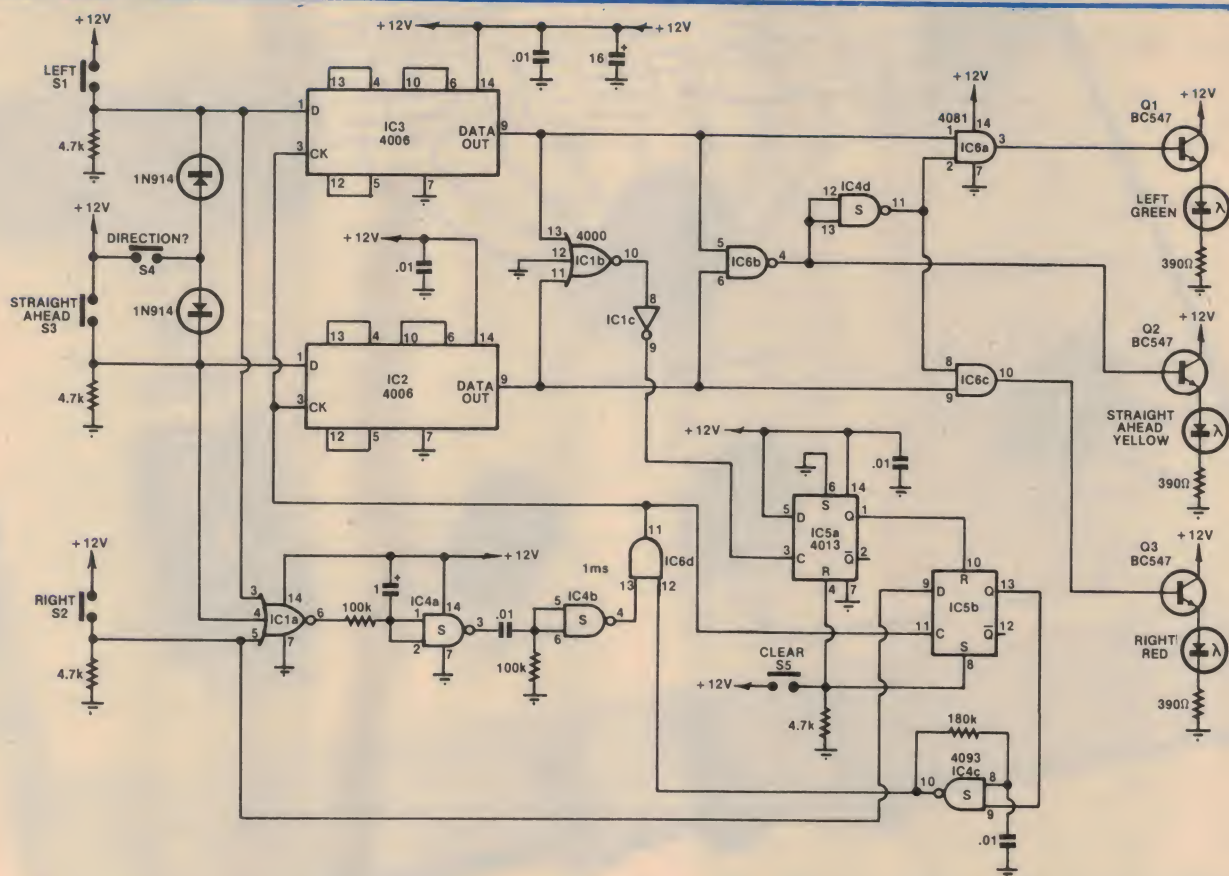 +12V
LEFT
S1
4.7k
1N914
+12V
DIRECTION?
S4
STRAIGHT
AHEAD
S3
1N914
4.7k
+12V
RIGHT
S2
4.7k
+12V
+12V
.01
16
+
13
4
10
6
14
1
D
IC3
4006
DATA
OUT
9
3
CK
12
5
7
+12V
.01
13
4
10
6
14
1
D
IC2
4006
DATA
OUT
9
3
CK
12
5
7
13
12
11
4000
IC1b
10
8
IC1c
9
5
6
IC6b
4
12
13
IC4d
S
11
+12V
4081
14
1
2
IC6a
3
7
8
9
IC6c
10
Q1
BC547
+12V
LEFT
GREEN
λ
390Ω
+12V
Q2
BC547
STRAIGHT
AHEAD
YELLOW
λ
390Ω
+12V
Q3
BC547
RIGHT
RED
λ
390Ω
3
4
5
14
IC1a
6
7
100k
1
+
+12V
IC4a
14
1
2
S
3
7
.01
100k
5
6
IC4b
S
4
1ms
11
IC6d
13
12
+12V
.01
6
14
S
5
D
Q
1
IC5a
4013
3
C
Q
2
R
4
7
9
D
10
R
Q
13
IC5b
11
C
Q
12
S
8
CLEAR
S5
+12V
4.7k
180k
4093
IC4c
10
S
8
9
.01